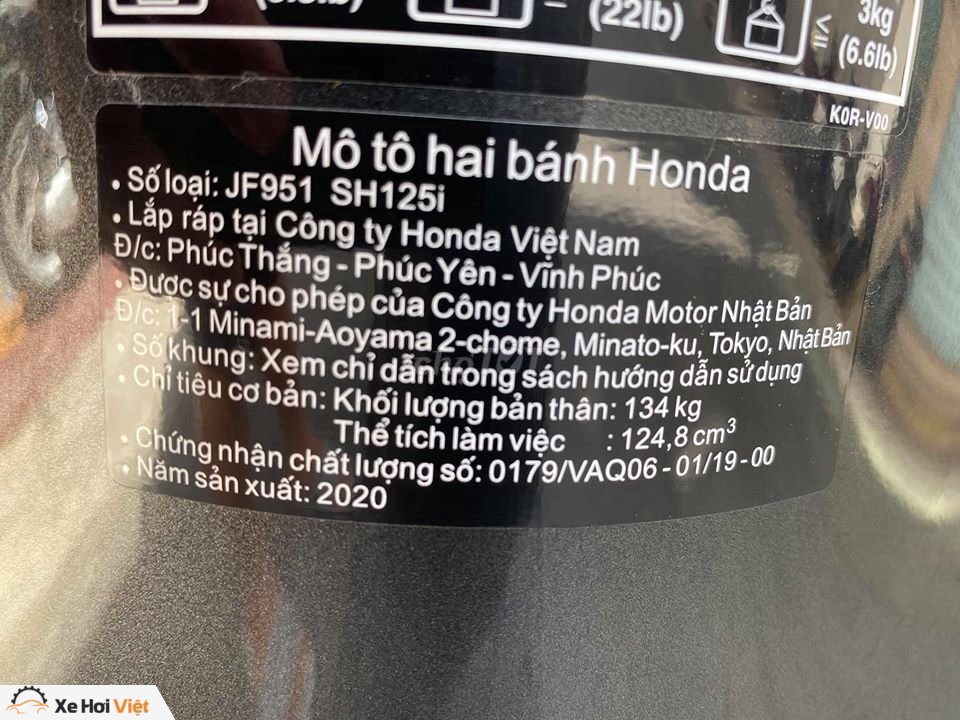 (22lb)
3kg
≤
(6.6lb)
K0R-V00
Mô tô hai bánh Honda
• Số loại: JF951 SH125i
• Lắp ráp tại Công ty Honda Việt Nam
Đ/c: Phúc Thắng - Phúc Yên - Vĩnh Phúc
• Được sự cho phép của Công ty Honda Motor Nhật Bản
Đ/c: 1-1 Minami-Aoyama 2-chome, Minato-ku, Tokyo, Nhật Bản
• Số khung: Xem chỉ dẫn trong sách hướng dẫn sử dụng
• Chỉ tiêu cơ bản: Khối lượng bản thân: 134 kg
Thể tích làm việc : 124,8 cm³
• Chứng nhận chất lượng số: 0179/VAQ06 - 01/19 - 00
• Năm sản xuất: 2020
Xe Hơi Việt